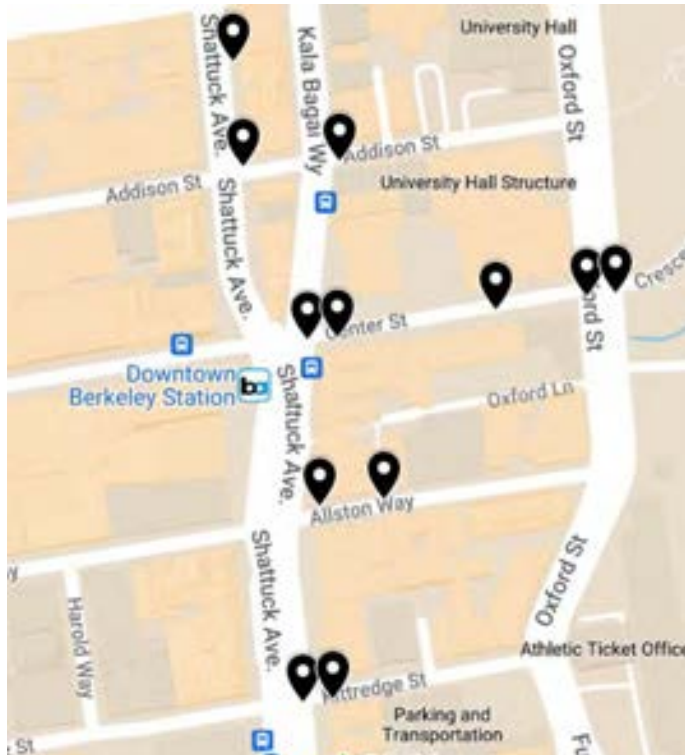 University Hall
Shattuck Ave.
Kala Bagai Wy
Oxford St
Addison St
Addison St
University Hall Structure
Shattuck Ave.
Center St
Downtown
Berkeley Station
Shattuck Ave.
Oxford Ln
Allston Way
Shattuck Ave.
Oxford St
Harold Way
Athletic Ticket Office
Parking and
Transportation
St